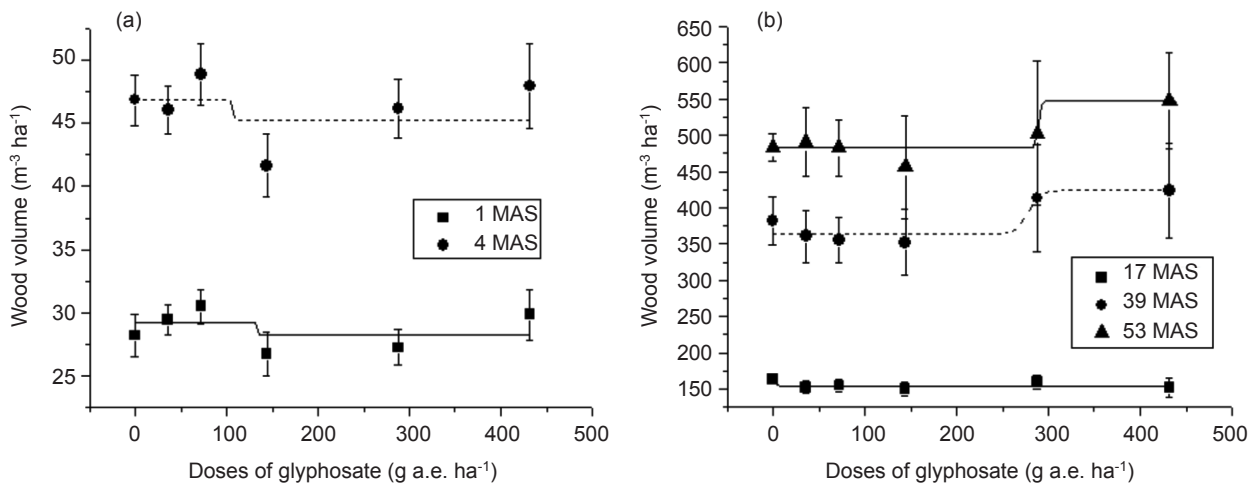 (a)
Wood volume (m⁻³ ha⁻¹)
50
45
40
35
30
25
1 MAS
4 MAS
0 100 200 300 400 500
Doses of glyphosate (g a.e. ha⁻¹)
(b)
Wood volume (m⁻³ ha⁻¹)
650
600
550
500
450
400
350
300
250
200
150
17 MAS
39 MAS
53 MAS
0 100 200 300 400 500
Doses of glyphosate (g a.e. ha⁻¹)